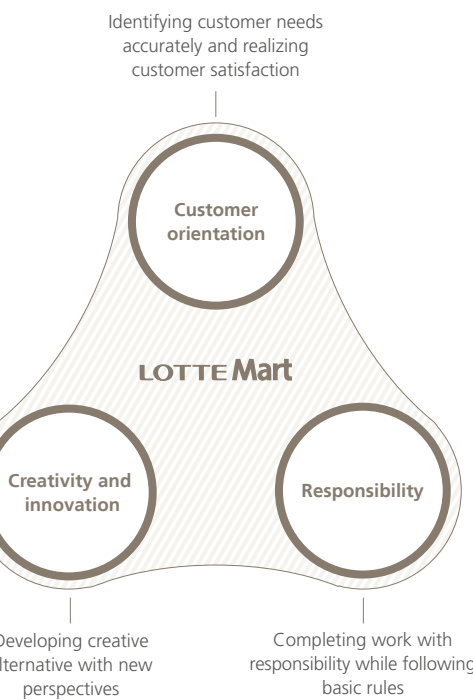 Identifying customer needs
accurately and realizing
customer satisfaction
Customer
orientation
LOTTE Mart
Creativity and
innovation
Responsibility
Developing creative
alternative with new
perspectives
Completing work with
responsibility while following
basic rules